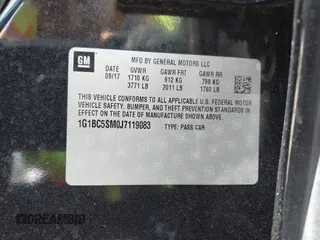 GM
MFD BY GENERAL MOTORS LLC
DATE GVWR GAWR FRT GAWR RR
09/17 1710 KG 912 KG 798 KG
3771 LB 2011 LB 1760 LB
THIS VEHICLE CONFORMS TO ALL APPLICABLE U.S. FEDERAL MOTOR
VEHICLE SAFETY, BUMPER, AND THEFT PREVENTION STANDARDS
IN EFFECT ON THE DATE OF MANUFACTURE SHOWN ABOVE.
1G1BC5SM0J7119083 TYPE: PASS CAR
DREAMBID